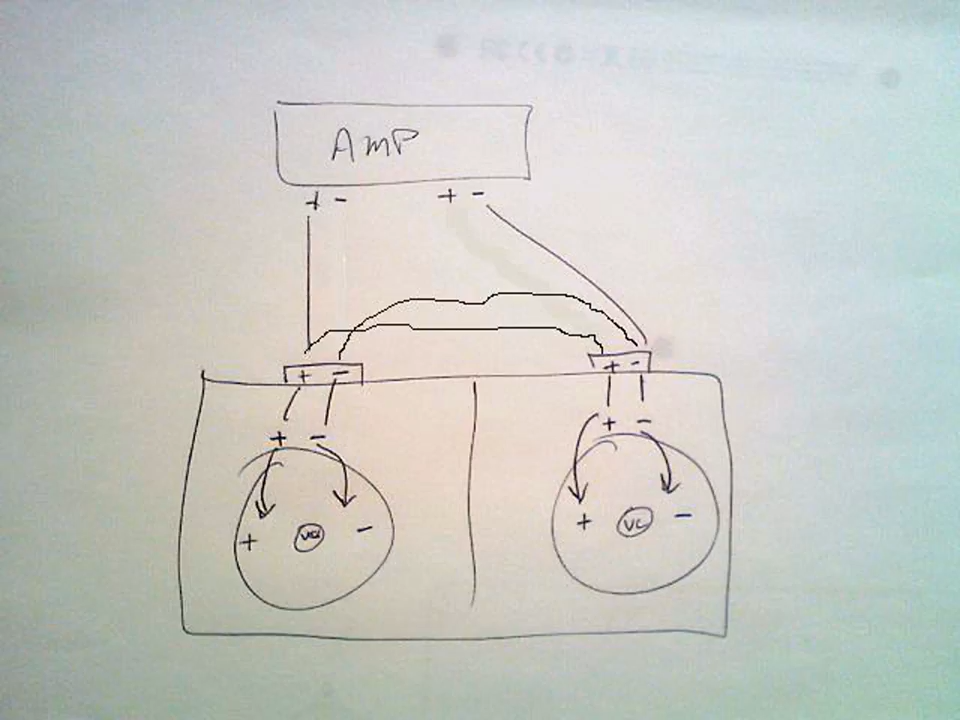 AMP
+ - + -
+ - + -
+ - + -
+ VC - + VC -